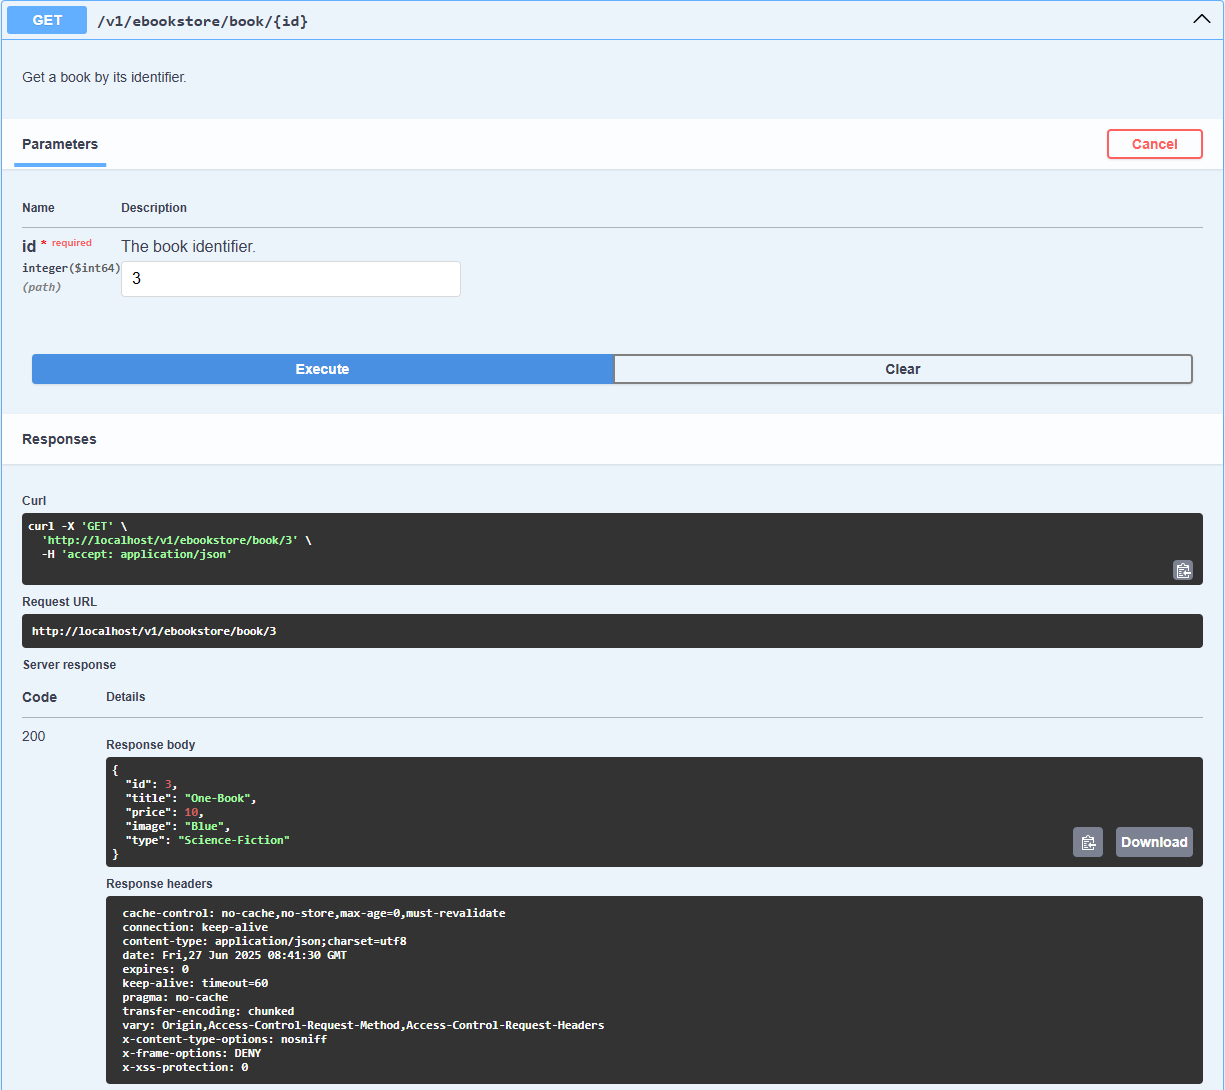 GET /v1/ebookstore/book/{id}
Get a book by its identifier.
Parameters
Cancel
Name Description
id * required
integer($int64)
(path)
The book identifier.
3
Execute Clear
Responses
Curl
curl -X 'GET' \
'http://localhost/v1/ebookstore/book/3' \
-H 'accept: application/json'
Request URL
http://localhost/v1/ebookstore/book/3
Server response
Code Details
200
Response body
{
"id": 3,
"title": "One-Book",
"price": 10,
"image": "Blue",
"type": "Science-Fiction"
}
Download
Response headers
cache-control: no-cache,no-store,max-age=0,must-revalidate
connection: keep-alive
content-type: application/json;charset=utf8
date: Fri,27 Jun 2025 08:41:30 GMT
expires: 0
keep-alive: timeout=60
pragma: no-cache
transfer-encoding: chunked
vary: Origin,Access-Control-Request-Method,Access-Control-Request-Headers
x-content-type-options: nosniff
x-frame-options: DENY
x-xss-protection: 0